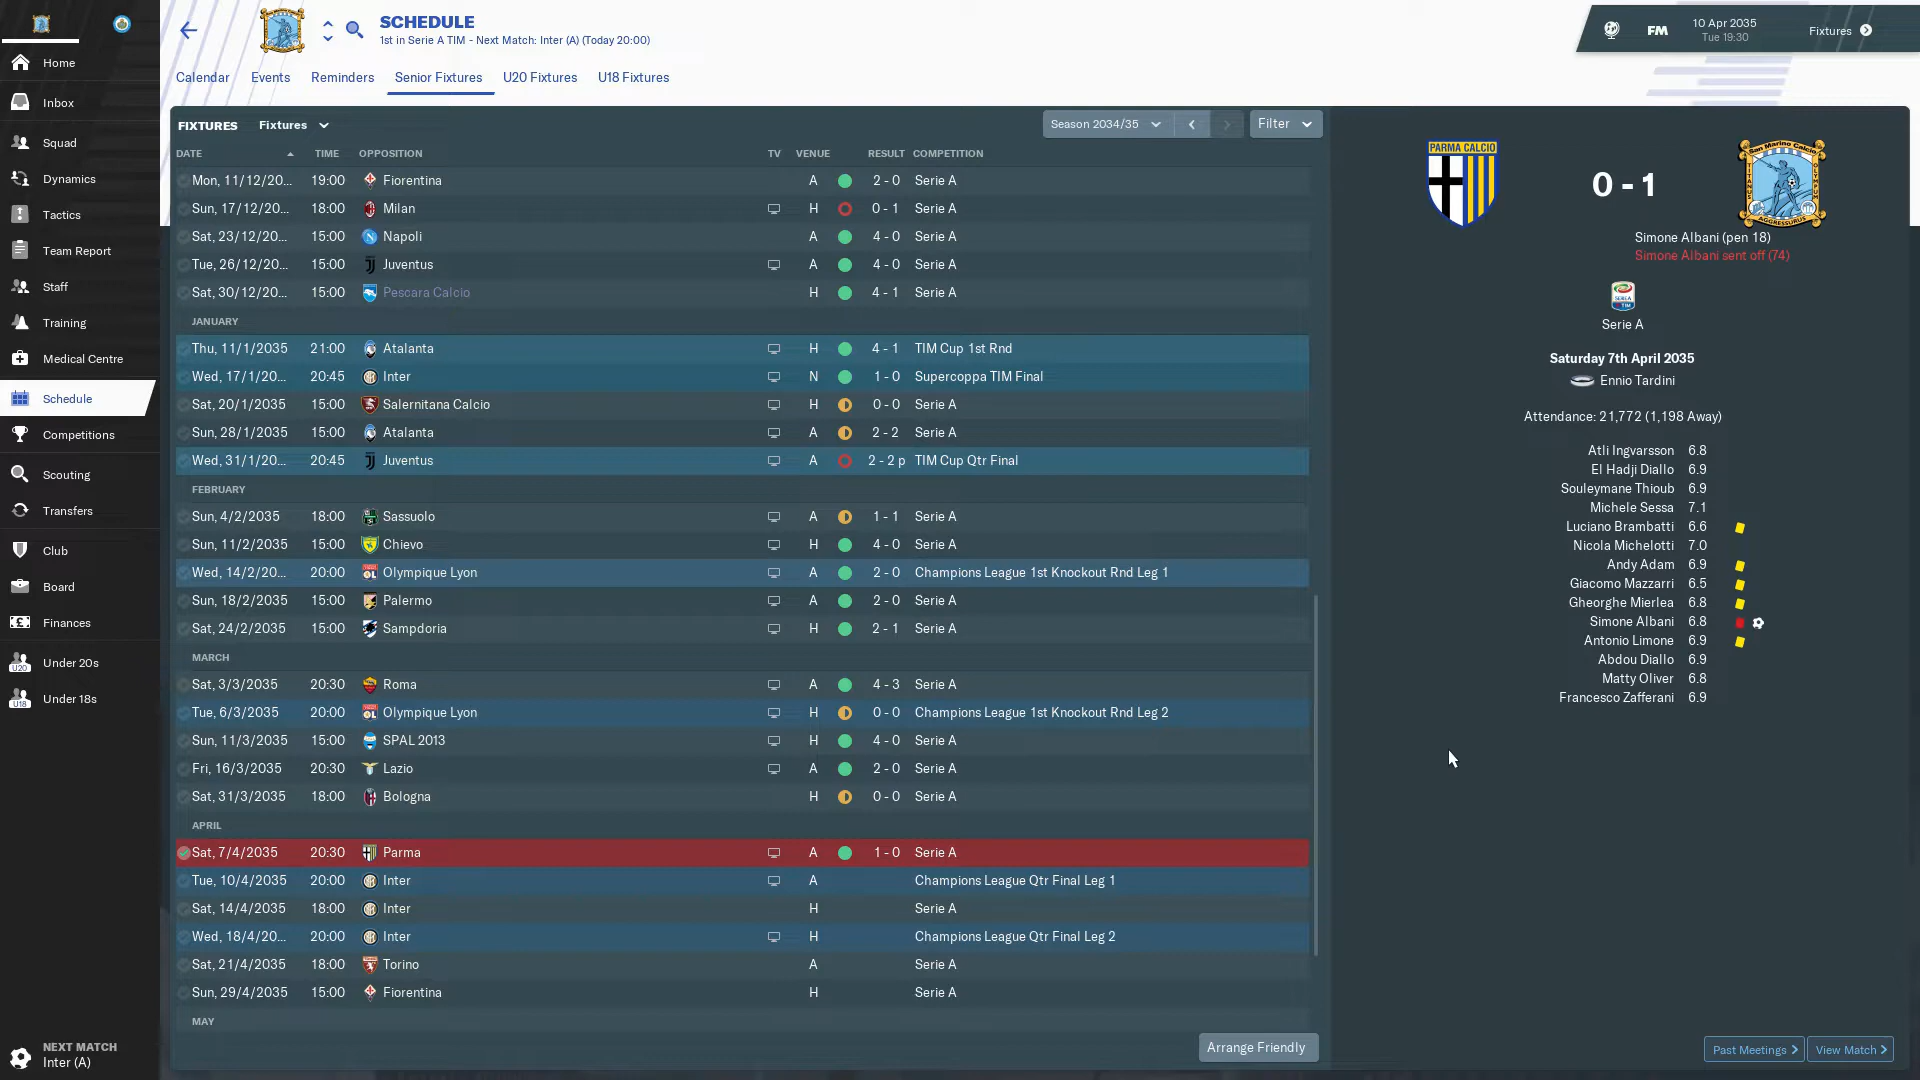 SCHEDULE
1st in Serie A TIM - Next Match: Inter (A) (Today 20:00)
FM
10 Apr 2035
Tue 19:30
Fixtures
Calendar Events Reminders Senior Fixtures U20 Fixtures U18 Fixtures
Home
Inbox
Squad
Dynamics
Tactics
Team Report
Staff
Training
Medical Centre
Schedule
Competitions
Scouting
Transfers
Club
Board
Finances
U20 Under 20s
U18 Under 18s
NEXT MATCH
Inter (A)
FIXTURES Fixtures Season 2034/35 Filter
DATE TIME OPPOSITION TV VENUE RESULT COMPETITION
Mon, 11/12/20... 19:00 Fiorentina A 2 - 0 Serie A
Sun, 17/12/20... 18:00 Milan H 0 - 1 Serie A
Sat, 23/12/20... 15:00 Napoli A 4 - 0 Serie A
Tue, 26/12/20... 15:00 Juventus A 4 - 0 Serie A
Sat, 30/12/20... 15:00 Pescara Calcio H 4 - 1 Serie A
JANUARY
Thu, 11/1/2035 21:00 Atalanta H 4 - 1 TIM Cup 1st Rnd
Wed, 17/1/20... 20:45 Inter N 1 - 0 Supercoppa TIM Final
Sat, 20/1/2035 15:00 Salernitana Calcio H 0 - 0 Serie A
Sun, 28/1/2035 15:00 Atalanta A 2 - 2 Serie A
Wed, 31/1/20... 20:45 Juventus A 2 - 2 p TIM Cup Qtr Final
FEBRUARY
Sun, 4/2/2035 18:00 Sassuolo A 1 - 1 Serie A
Sun, 11/2/2035 15:00 Chievo H 4 - 0 Serie A
Wed, 14/2/20... 20:00 Olympique Lyon A 2 - 0 Champions League 1st Knockout Rnd Leg 1
Sun, 18/2/2035 15:00 Palermo A 2 - 0 Serie A
Sat, 24/2/2035 15:00 Sampdoria H 2 - 1 Serie A
MARCH
Sat, 3/3/2035 20:30 Roma A 4 - 3 Serie A
Tue, 6/3/2035 20:00 Olympique Lyon H 0 - 0 Champions League 1st Knockout Rnd Leg 2
Sun, 11/3/2035 15:00 SPAL 2013 H 4 - 0 Serie A
Fri, 16/3/2035 20:30 Lazio A 2 - 0 Serie A
Sat, 31/3/2035 18:00 Bologna H 0 - 0 Serie A
APRIL
Sat, 7/4/2035 20:30 Parma A 1 - 0 Serie A
Tue, 10/4/2035 20:00 Inter A Champions League Qtr Final Leg 1
Sat, 14/4/2035 18:00 Inter H Serie A
Wed, 18/4/20... 20:00 Inter H Champions League Qtr Final Leg 2
Sat, 21/4/2035 18:00 Torino A Serie A
Sun, 29/4/2035 15:00 Fiorentina H Serie A
MAY
Arrange Friendly
PARMA CALCIO
0 - 1
San Marino Calcio
Simone Albani (pen 18)
Simone Albani sent off (74)
Serie A
Saturday 7th April 2035
Ennio Tardini
Attendance: 21,772 (1,198 Away)
Atli Ingvarsson 6.8
El Hadji Diallo 6.9
Souleymane Thioub 6.9
Michele Sessa 7.1
Luciano Brambatti 6.6
Nicola Michelotti 7.0
Andy Adam 6.9
Giacomo Mazzarri 6.5
Gheorghe Mierlea 6.8
Simone Albani 6.8
Antonio Limone 6.9
Abdou Diallo 6.9
Matty Oliver 6.8
Francesco Zafferani 6.9
Past Meetings View Match